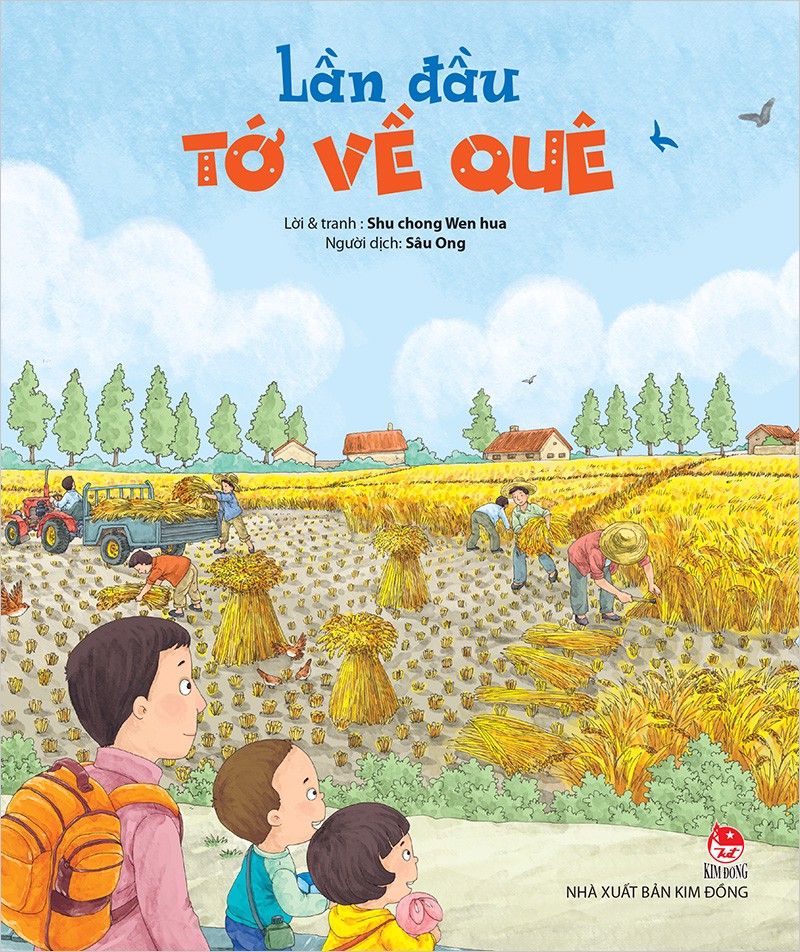 Lần đầu
TỚ VỀ QUÊ
Lời & tranh : Shu chong Wen hua
Người dịch: Sâu Ong
KIM ĐỒNG
NHÀ XUẤT BẢN KIM ĐỒNG